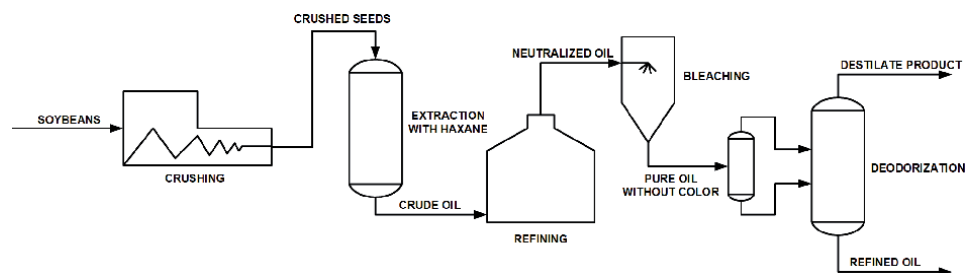 SOYBEANS
CRUSHING
CRUSHED SEEDS
EXTRACTION
WITH HAXANE
CRUDE OIL
REFINING
NEUTRALIZED OIL
BLEACHING
PURE OIL
WITHOUT COLOR
DEODORIZATION
DESTILATE PRODUCT
REFINED OIL